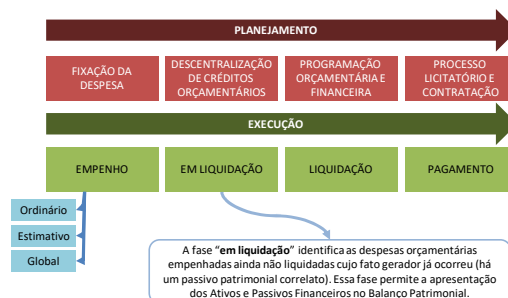 PLANEJAMENTO
FIXAÇÃO DA
DESPESA
DESCENTRALIZAÇÃO
DE CRÉDITOS
ORÇAMENTÁRIOS
PROGRAMAÇÃO
ORÇAMENTÁRIA E
FINANCEIRA
PROCESSO
LICITATÓRIO E
CONTRATAÇÃO
EXECUÇÃO
EMPENHO
EM LIQUIDAÇÃO
LIQUIDAÇÃO
PAGAMENTO
Ordinário
Estimativo
Global
A fase “em liquidação” identifica as despesas orçamentárias
empenhadas ainda não liquidadas cujo fato gerador já ocorreu (há
um passivo patrimonial correlato). Essa fase permite a apresentação
dos Ativos e Passivos Financeiros no Balanço Patrimonial.